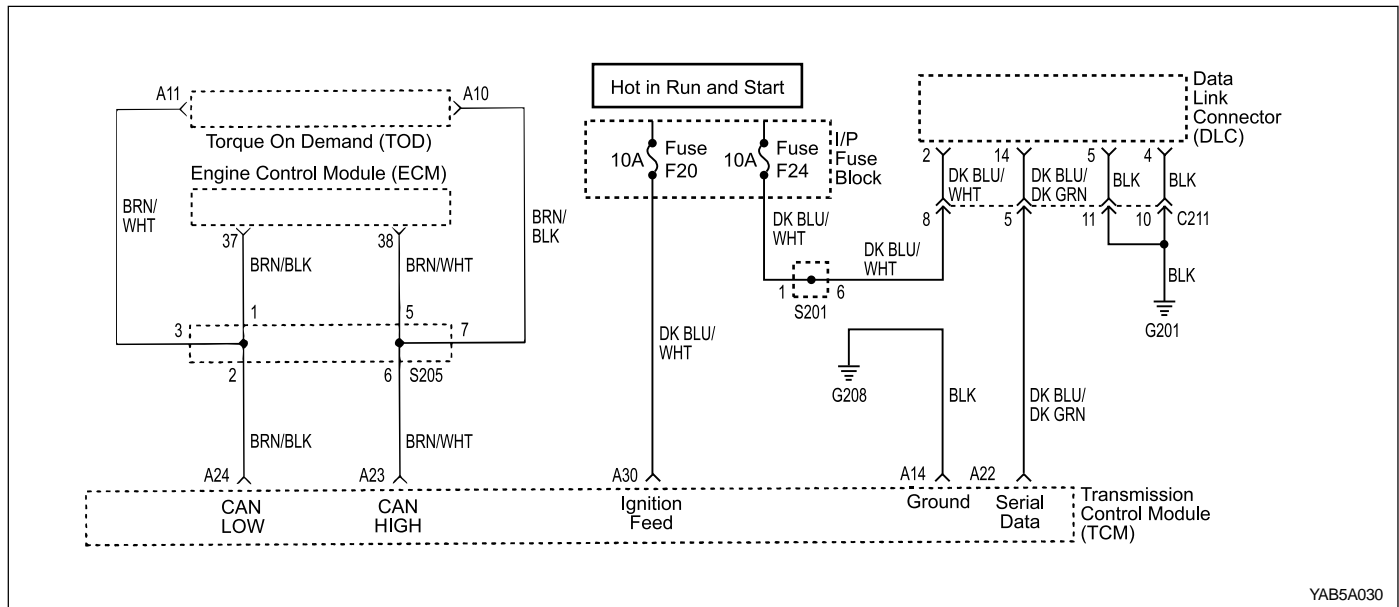 Hot in Run and Start
Data
Link
Connector
(DLC)
A11
A10
Torque On Demand (TOD)
Engine Control Module (ECM)
10A
Fuse
F20
10A
Fuse
F24
I/P
Fuse
Block
2
14
5
4
DK BLU/
WHT
DK BLU/
DK GRN
BLK
BLK
BRN/
WHT
BRN/
BLK
37
38
8
5
11
10
C211
BRN/BLK
BRN/WHT
DK BLU/
WHT
DK BLU/
WHT
BLK
1
5
3
7
1
6
S201
G201
2
6
S205
DK BLU/
WHT
G208
BLK
DK BLU/
DK GRN
BRN/BLK
BRN/WHT
A24
A23
A30
A14
A22
CAN
LOW
CAN
HIGH
Ignition
Feed
Ground
Serial
Data
Transmission
Control Module
(TCM)
YAB5A030